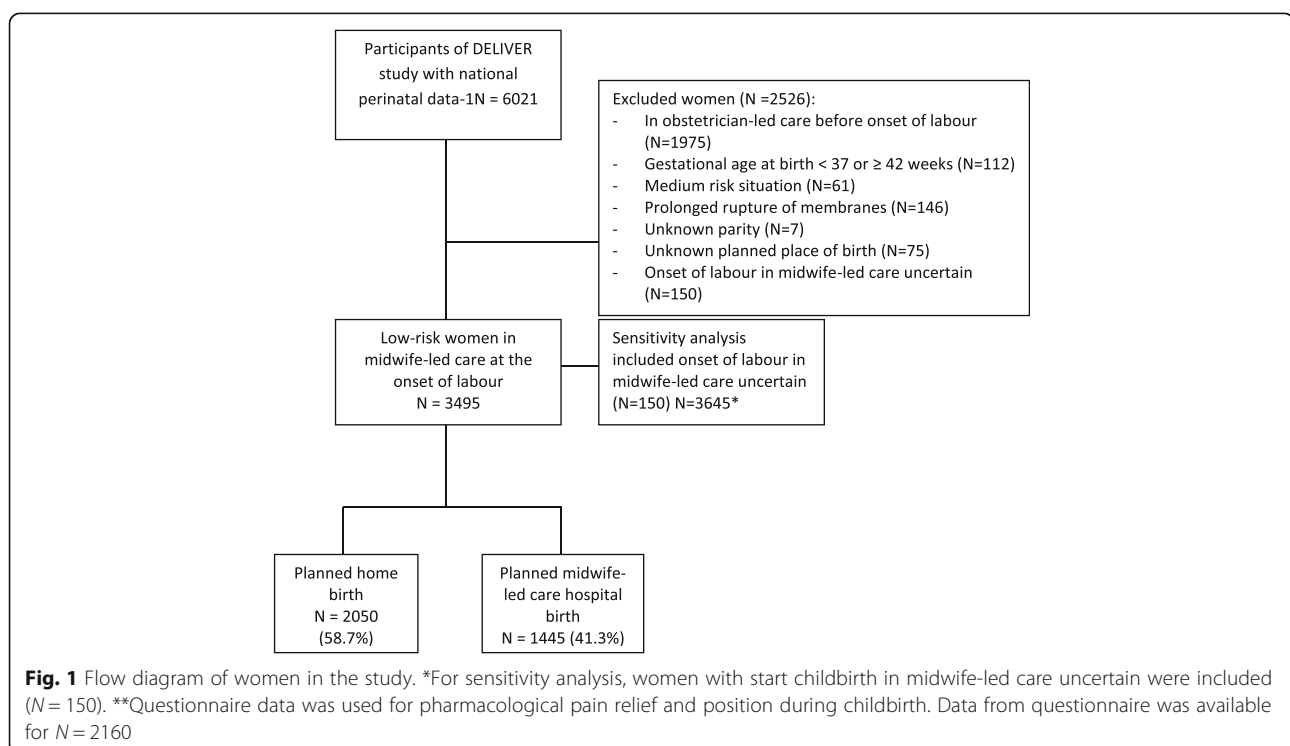 Participants of DELIVER
study with national
perinatal data-1N = 6021
Excluded women (N =2526):
- In obstetrician-led care before onset of labour
(N=1975)
- Gestational age at birth < 37 or ≥ 42 weeks (N=112)
- Medium risk situation (N=61)
- Prolonged rupture of membranes (N=146)
- Unknown parity (N=7)
- Unknown planned place of birth (N=75)
- Onset of labour in midwife-led care uncertain
(N=150)
Low-risk women in
midwife-led care at the
onset of labour
N = 3495
Sensitivity analysis
included onset of labour in
midwife-led care uncertain
(N=150) N=3645*
Planned home
birth
N = 2050
(58.7%)
Planned midwife-
led care hospital
birth
N = 1445 (41.3%)
Fig. 1 Flow diagram of women in the study. *For sensitivity analysis, women with start childbirth in midwife-led care uncertain were included
(N = 150). **Questionnaire data was used for pharmacological pain relief and position during childbirth. Data from questionnaire was available
for N = 2160